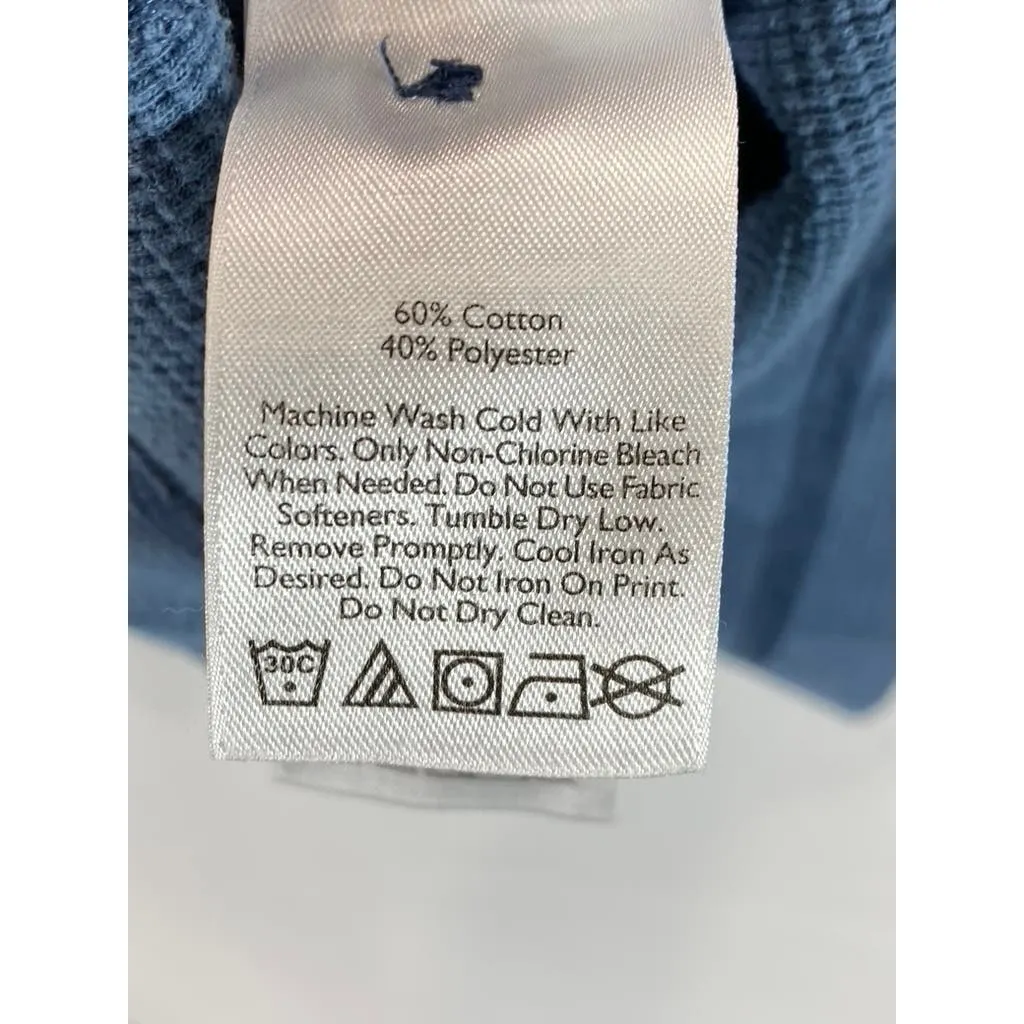 60% Cotton
40% Polyester
Machine Wash Cold With Like
Colors. Only Non-Chlorine Bleach
When Needed. Do Not Use Fabric
Softeners. Tumble Dry Low.
Remove Promptly. Cool Iron As
Desired. Do Not Iron On Print.
Do Not Dry Clean.
30C